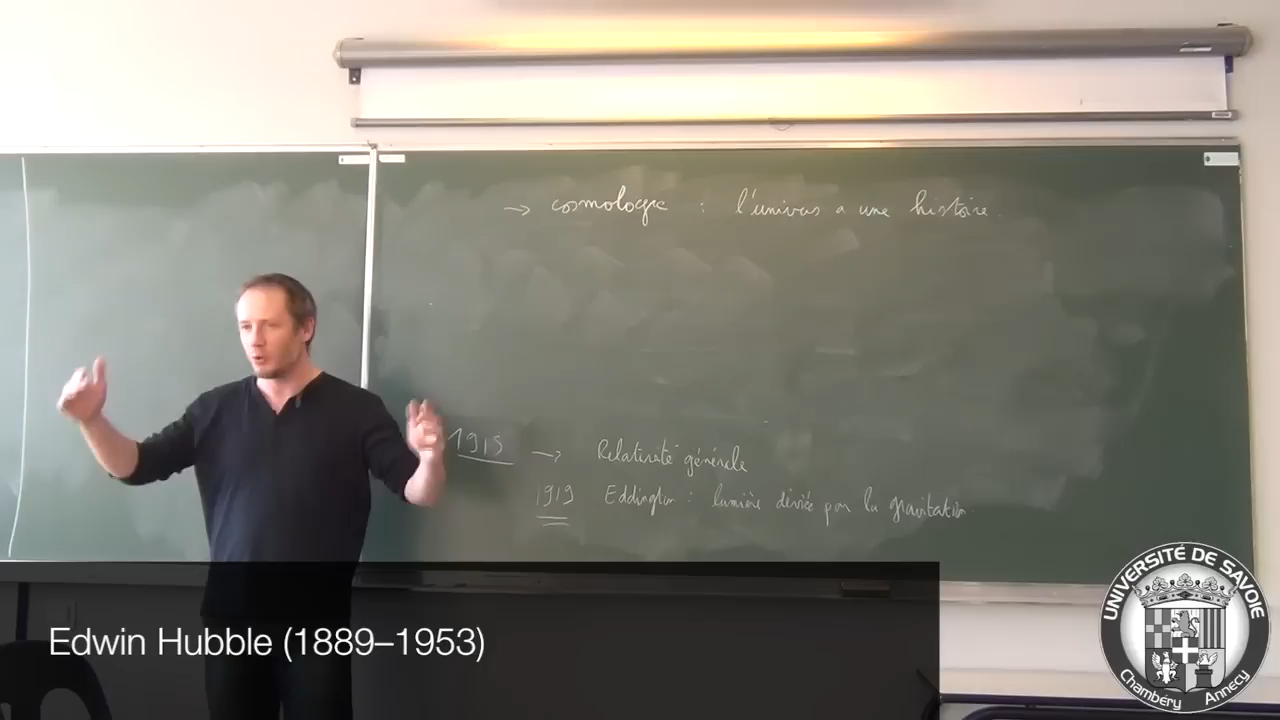 → cosmologie : l'univers a une histoire.
1915 → Relativité générale
1919 Eddington : lumière déviée par la gravitation.
Edwin Hubble (1889–1953)
UNIVERSITÉ DE SAVOIE
Chambéry Annecy